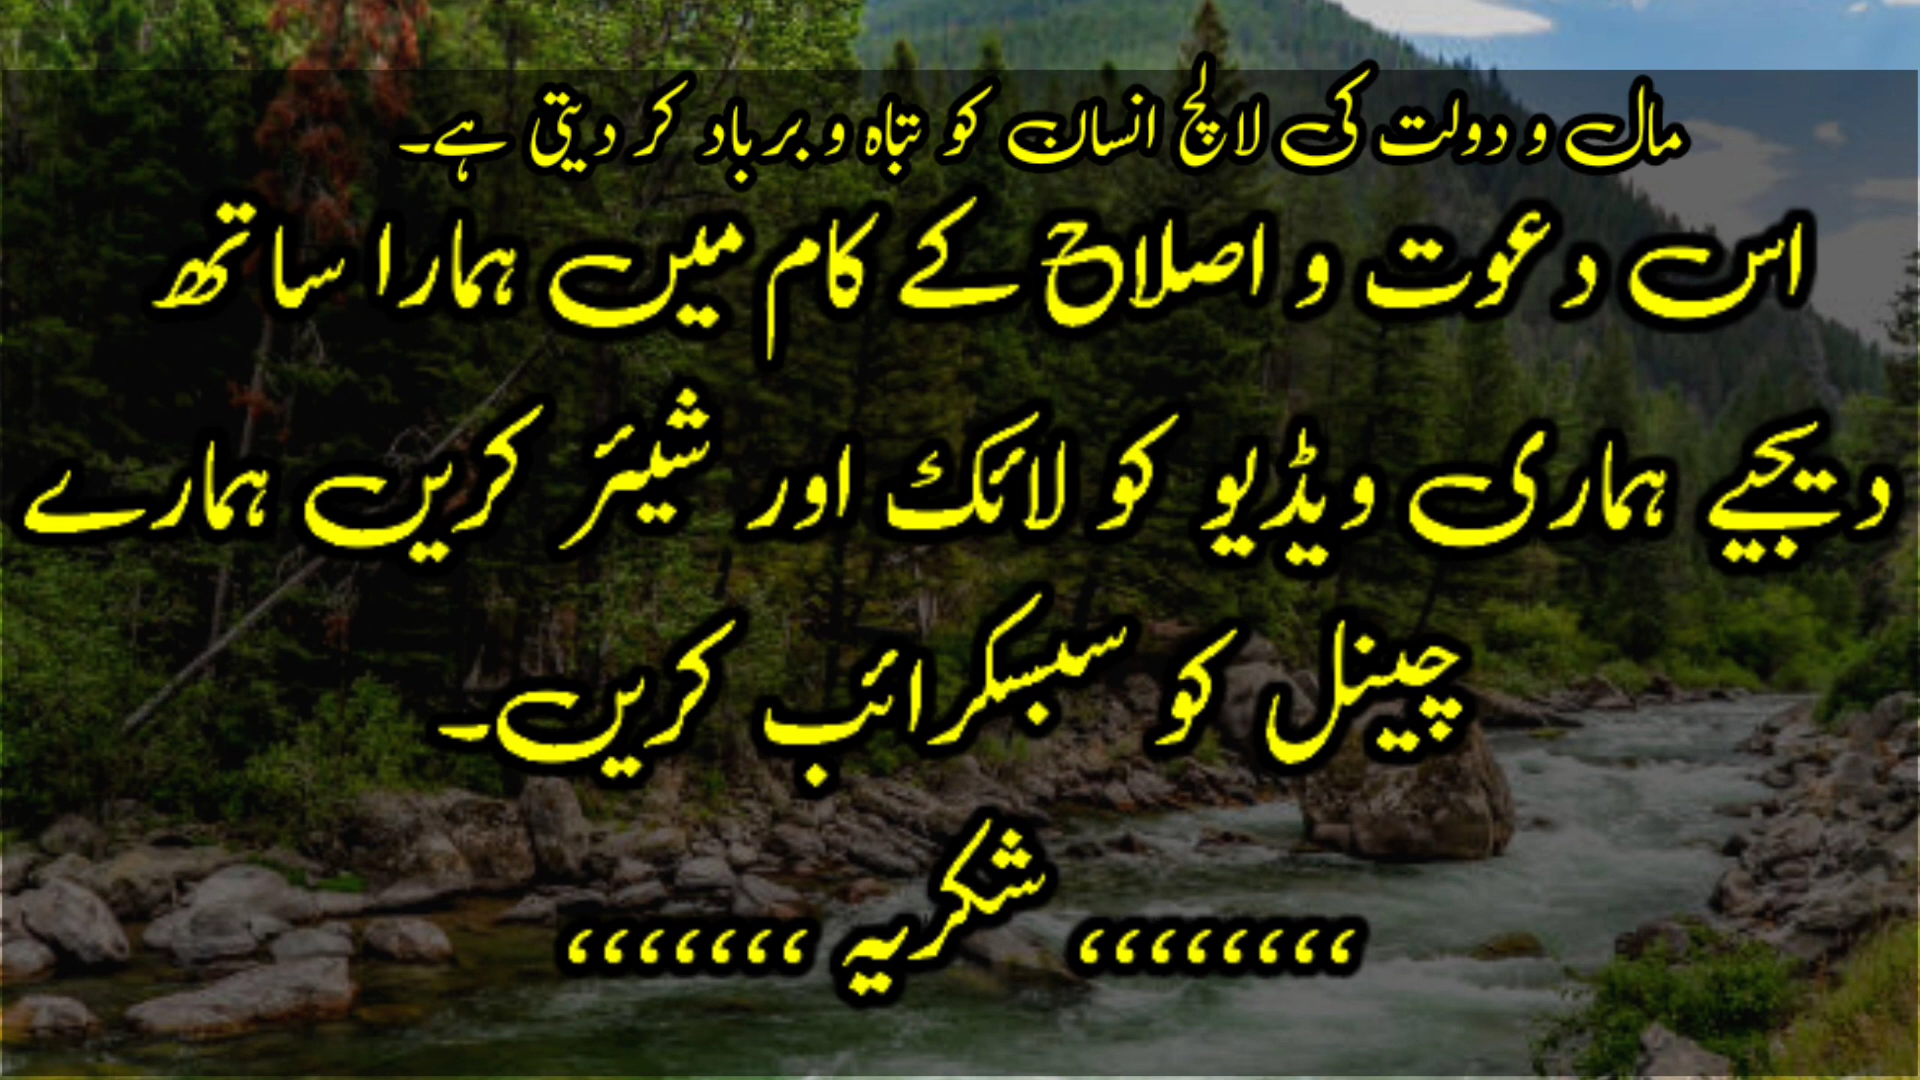 مال و دولت کی لالچ انسان کو تباہ و برباد کر دیتی ہے۔
اس دعوت و اصلاح کے کام میں ہمارا ساتھ
دیجیے ہماری ویڈیو کو لائک اور شیئر کریں ہمارے
چینل کو سبسکرائب کریں۔
،،،،،،،، شکریہ ،،،،،،،